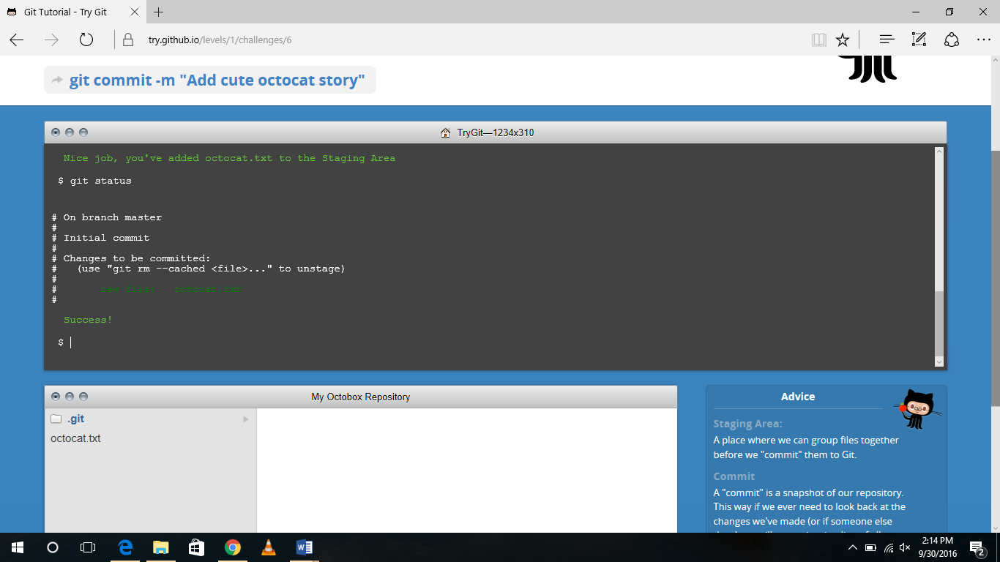 Git Tutorial - Try Git
try.github.io/levels/1/challenges/6
git commit -m "Add cute octocat story"
TryGit—1234x310
Nice job, you've added octocat.txt to the Staging Area
$ git status
# On branch master
#
# Initial commit
#
# Changes to be committed:
#   (use "git rm --cached <file>..." to unstage)
#
#       new file:   octocat.txt
#
Success!
$
My Octobox Repository
.git
octocat.txt
Advice
Staging Area:
A place where we can group files together
before we "commit" them to Git.
Commit
A "commit" is a snapshot of our repository.
This way if we ever need to look back at the
changes we've made (or if someone else
2:14 PM
9/30/2016
2